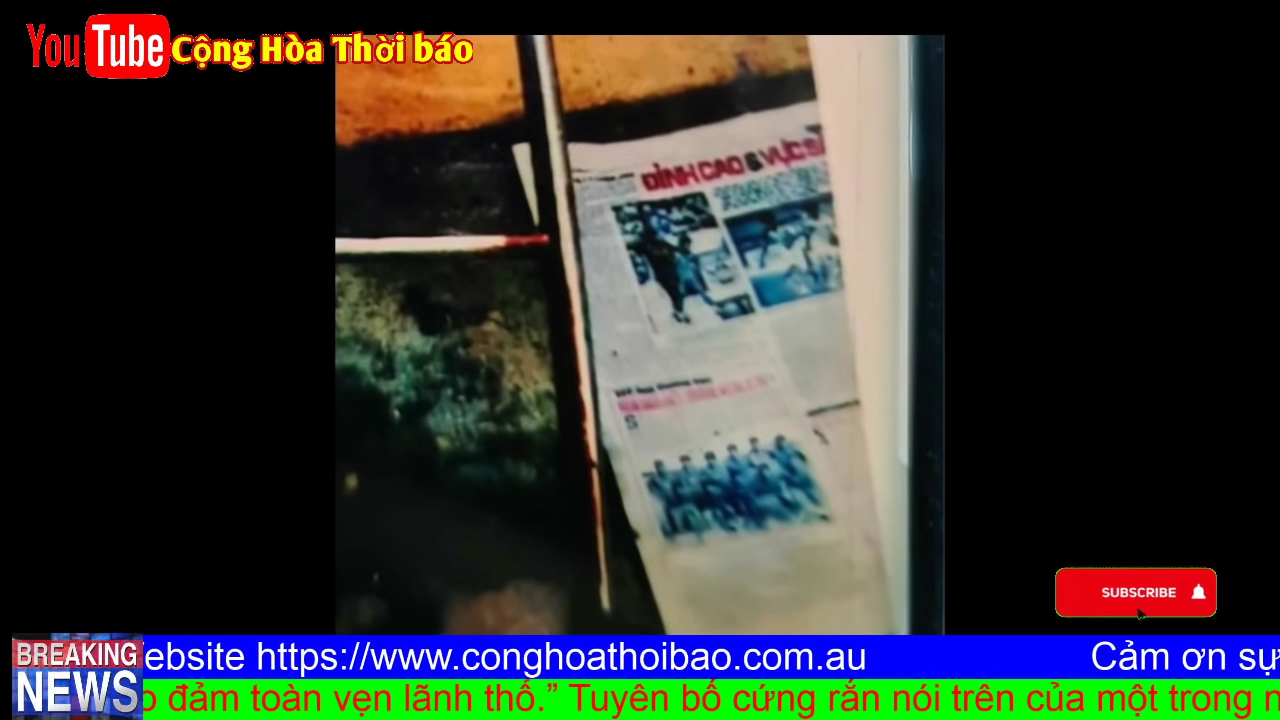 YouTube Cộng Hòa Thời báo
ĐỈNH CAO & VỰC S
S
SUBSCRIBE
BREAKING
NEWS
ebsite https://www.conghoathoibao.com.au
Cảm ơn sự
o đảm toàn vẹn lãnh thổ.” Tuyên bố cứng rắn nói trên của một trong n